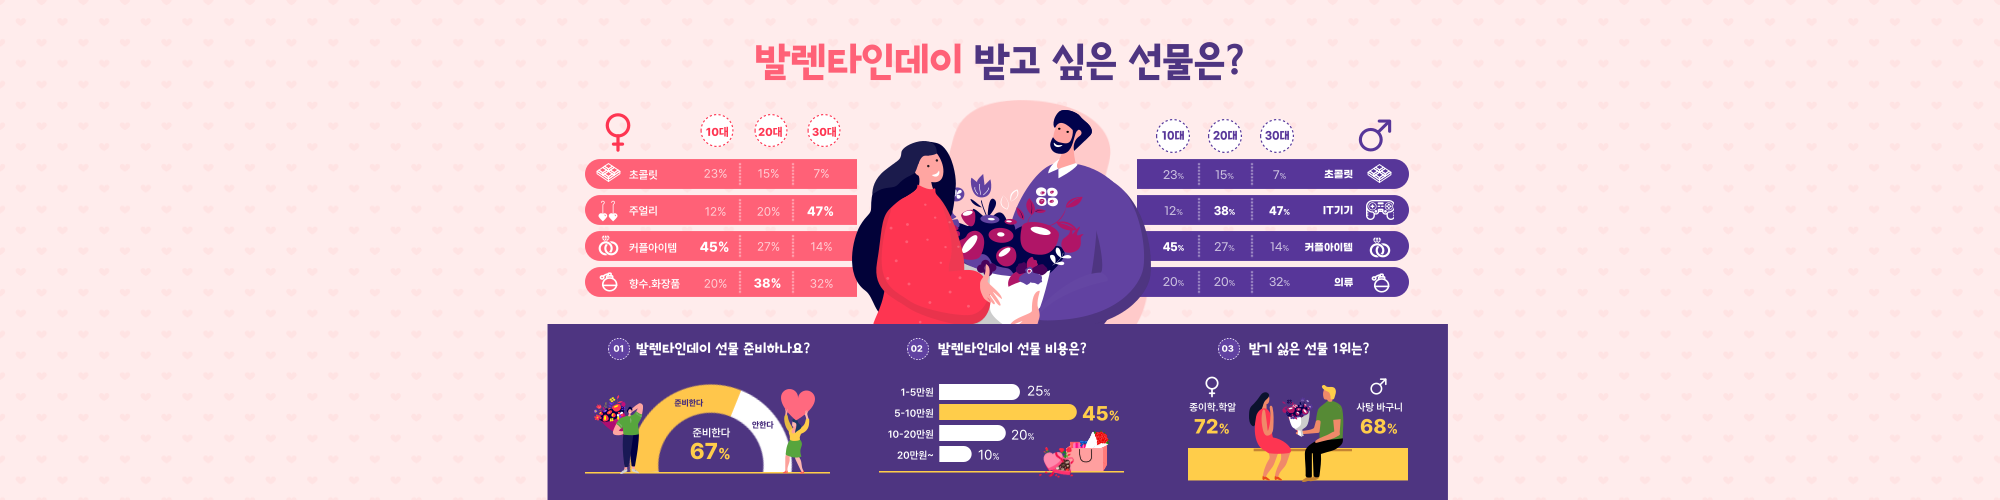 발렌타인데이 받고 싶은 선물은?
10대 20대 30대
초콜릿 23% 15% 7%
주얼리 12% 20% 47%
커플아이템 45% 27% 14%
향수.화장품 20% 38% 32%
10대 20대 30대
23% 15% 7% 초콜릿
12% 38% 47% IT기기
45% 27% 14% 커플아이템
20% 20% 32% 의류
01 발렌타인데이 선물 준비하나요?
준비한다
안한다
준비한다
67%
02 발렌타인데이 선물 비용은?
1-5만원 25%
5-10만원 45%
10-20만원 20%
20만원~ 10%
03 받기 싫은 선물 1위는?
종이학.학알
72%
사탕 바구니
68%